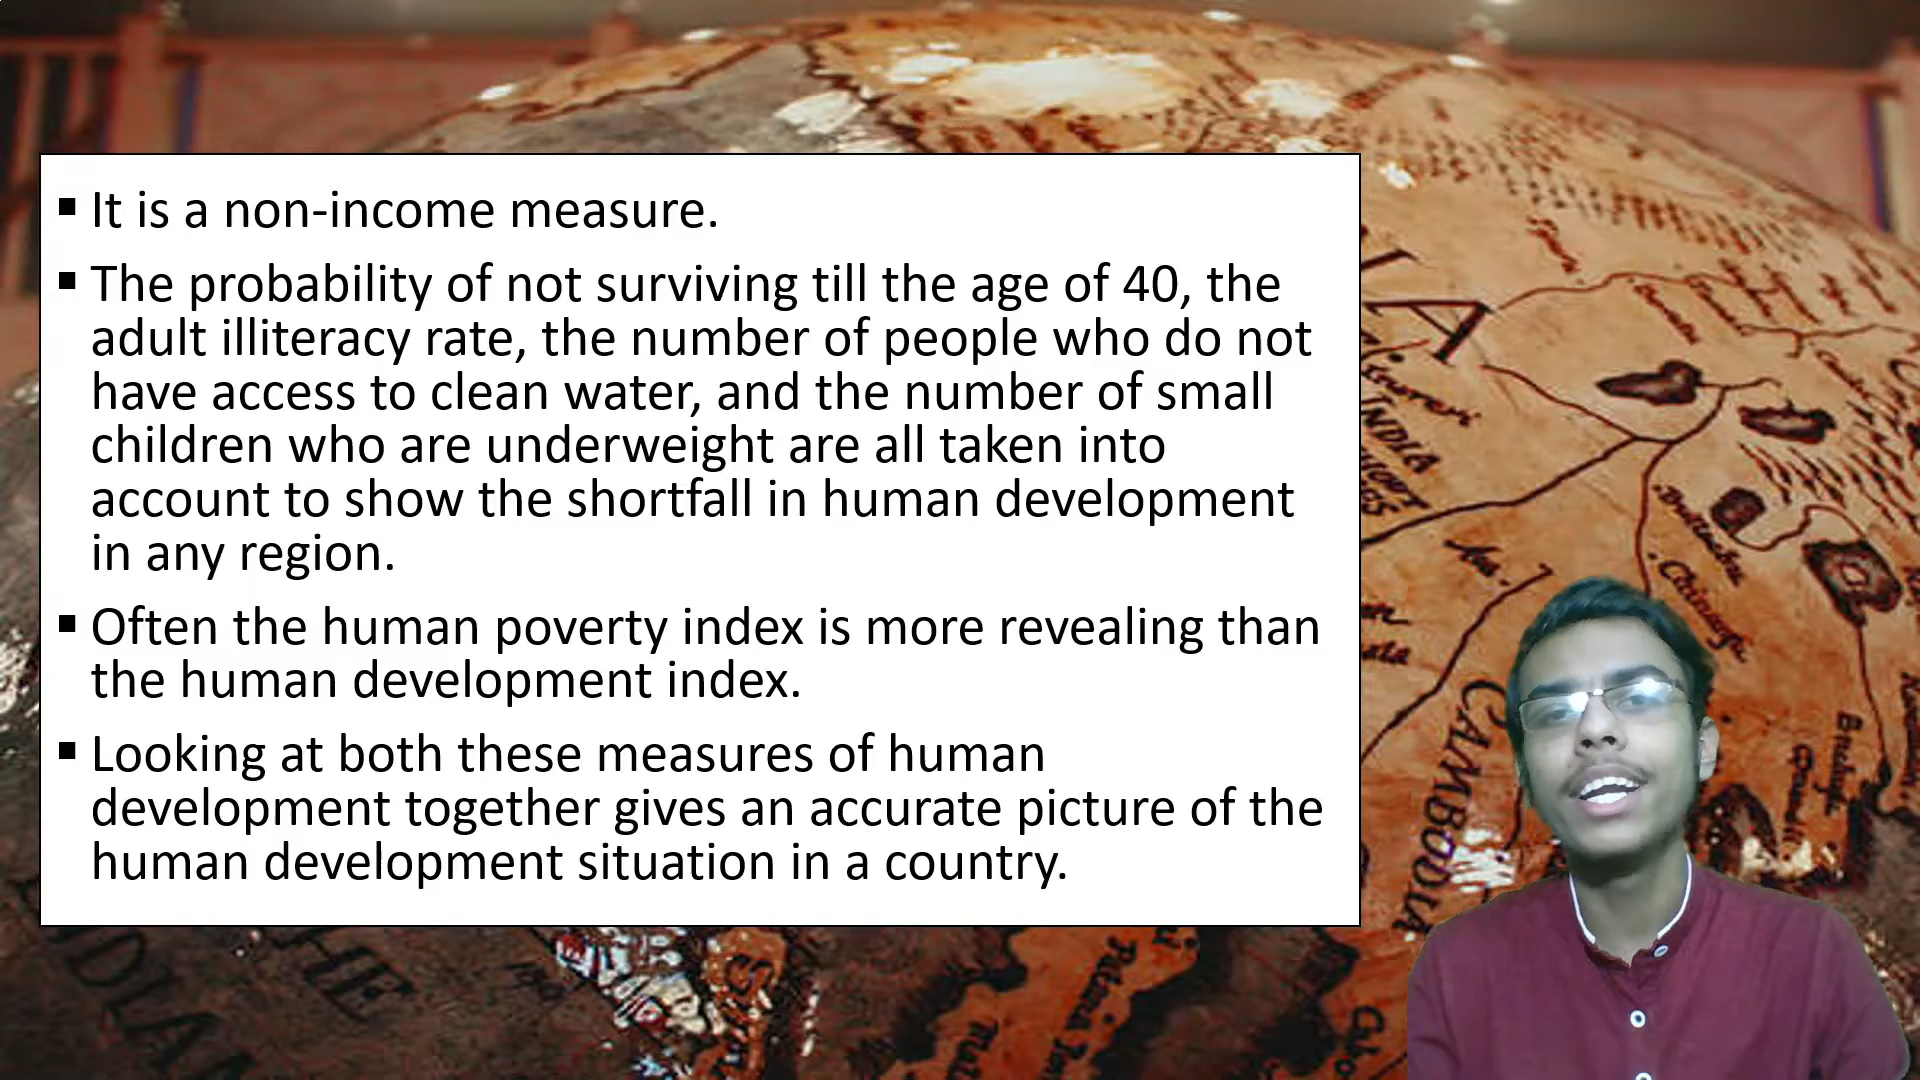 ▪ It is a non-income measure.
▪ The probability of not surviving till the age of 40, the
adult illiteracy rate, the number of people who do not
have access to clean water, and the number of small
children who are underweight are all taken into
account to show the shortfall in human development
in any region.
▪ Often the human poverty index is more revealing than
the human development index.
▪ Looking at both these measures of human
development together gives an accurate picture of the
human development situation in a country.
INDIA
CAMBODIA
THE